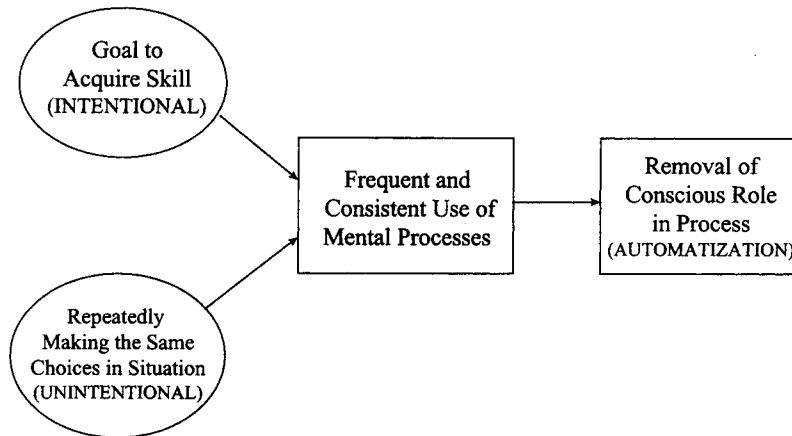 Goal to
Acquire Skill
(INTENTIONAL)
Repeatedly
Making the Same
Choices in Situation
(UNINTENTIONAL)
Frequent and
Consistent Use of
Mental Processes
Removal of
Conscious Role
in Process
(AUTOMATIZATION)